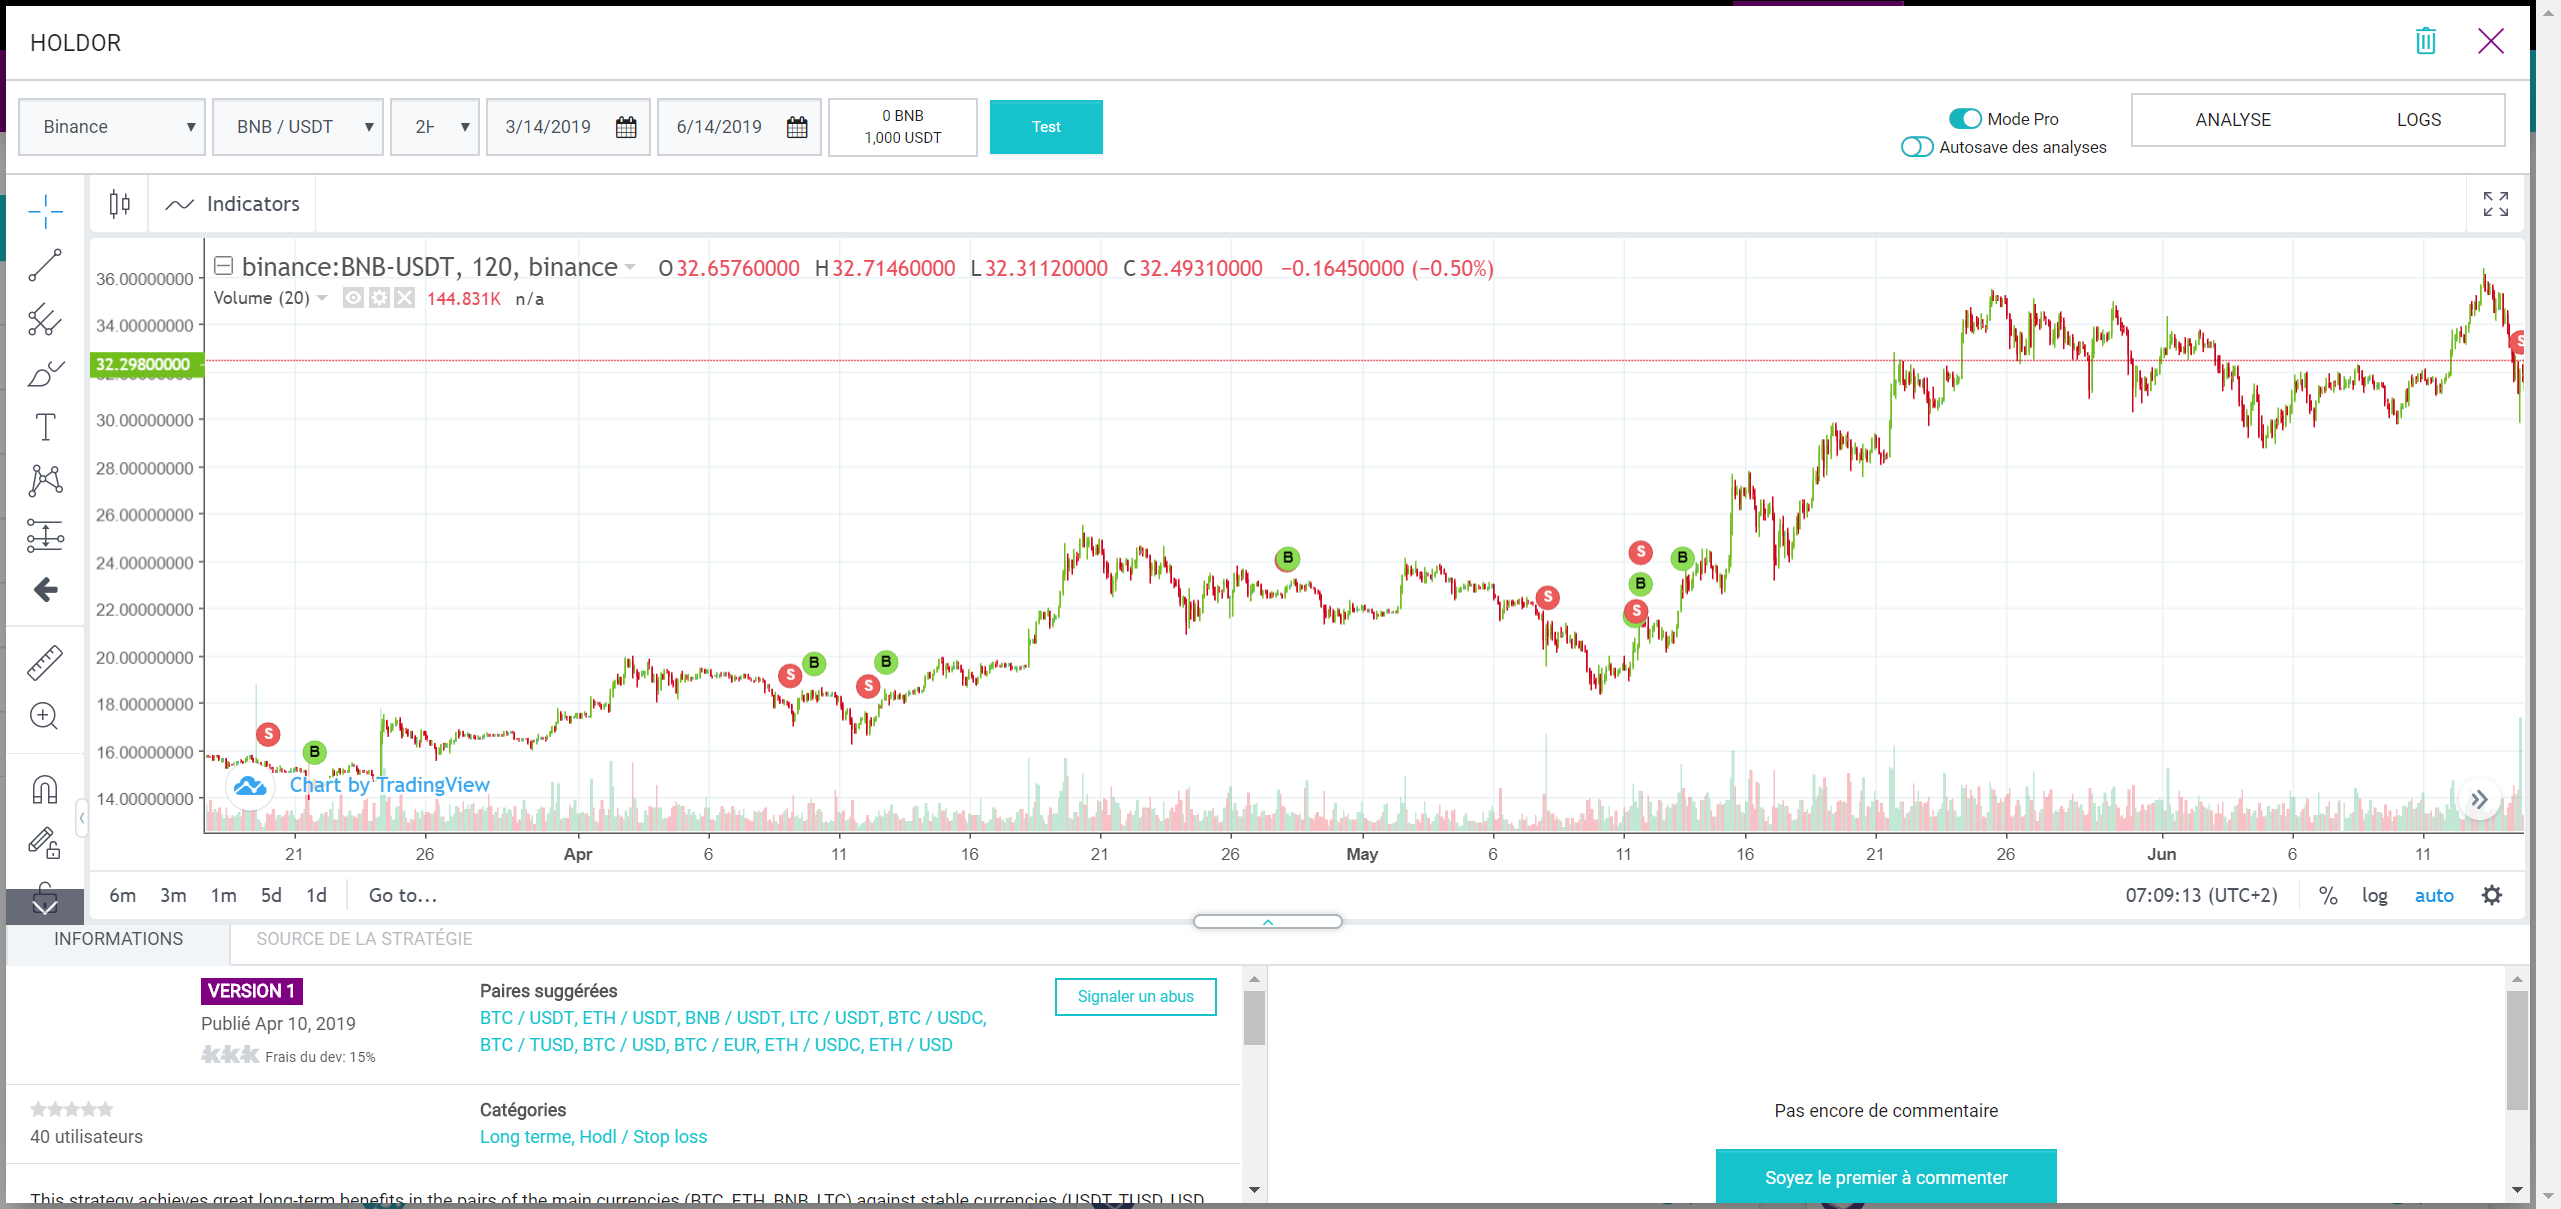 HOLDOR
Binance
BNB / USDT
2H
3/14/2019
6/14/2019
0 BNB
1,000 USDT
Test
Mode Pro
Autosave des analyses
ANALYSE
LOGS
Indicators
binance:BNB-USDT, 120, binance O 32.65760000 H 32.71460000 L 32.31120000 C 32.49310000 −0.16450000 (−0.50%)
Volume (20) 144.831K n/a
36.00000000
34.00000000
32.29800000
30.00000000
28.00000000
26.00000000
24.00000000
22.00000000
20.00000000
18.00000000
16.00000000
14.00000000
S
B
S
B
S
B
B
S
S
B
S
B
S
Chart by TradingView
21 26 Apr 6 11 16 21 26 May 6 11 16 21 26 Jun 6 11
6m 3m 1m 5d 1d Go to...
07:09:13 (UTC+2) % log auto
INFORMATIONS
SOURCE DE LA STRATÉGIE
VERSION 1
Publié Apr 10, 2019
Frais du dev: 15%
Paires suggérées
BTC / USDT, ETH / USDT, BNB / USDT, LTC / USDT, BTC / USDC,
BTC / TUSD, BTC / USD, BTC / EUR, ETH / USDC, ETH / USD
Signaler un abus
40 utilisateurs
Catégories
Long terme, Hodl / Stop loss
This strategy achieves great long-term benefits in the pairs of the main currencies (BTC, ETH, BNB, LTC) against stable currencies (USDT, TUSD, USD,
Pas encore de commentaire
Soyez le premier à commenter